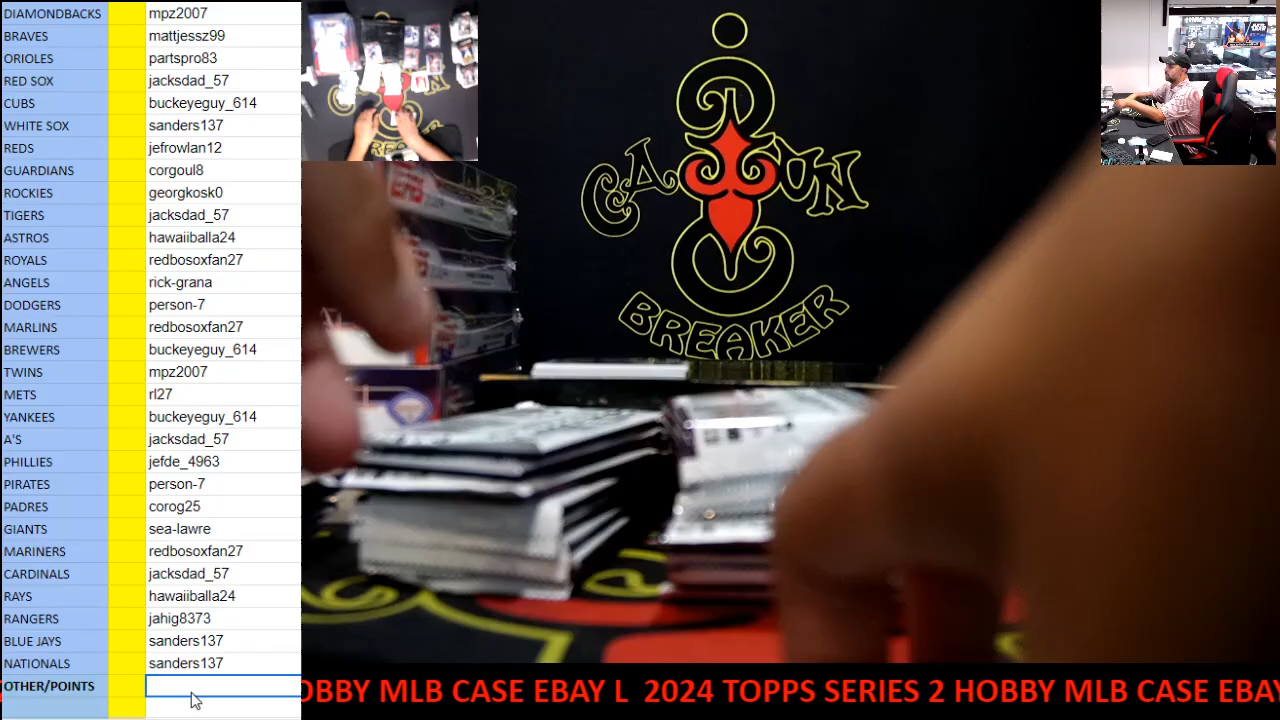 DIAMONDBACKS mpz2007
BRAVES mattjessz99
ORIOLES partspro83
RED SOX jacksdad_57
CUBS buckeyeguy_614
WHITE SOX sanders137
REDS jefrowlan12
GUARDIANS corgoul8
ROCKIES georgkosk0
TIGERS jacksdad_57
ASTROS hawaiiballa24
ROYALS redbosoxfan27
ANGELS rick-grana
DODGERS person-7
MARLINS redbosoxfan27
BREWERS buckeyeguy_614
TWINS mpz2007
METS rl27
YANKEES buckeyeguy_614
A'S jacksdad_57
PHILLIES jefde_4963
PIRATES person-7
PADRES corog25
GIANTS sea-lawre
MARINERS redbosoxfan27
CARDINALS jacksdad_57
RAYS hawaiiballa24
RANGERS jahig8373
BLUE JAYS sanders137
NATIONALS sanders137
OTHER/POINTS
CAJUN
BREAKER
OBBY MLB CASE EBAY L 2024 TOPPS SERIES 2 HOBBY MLB CASE EBAY